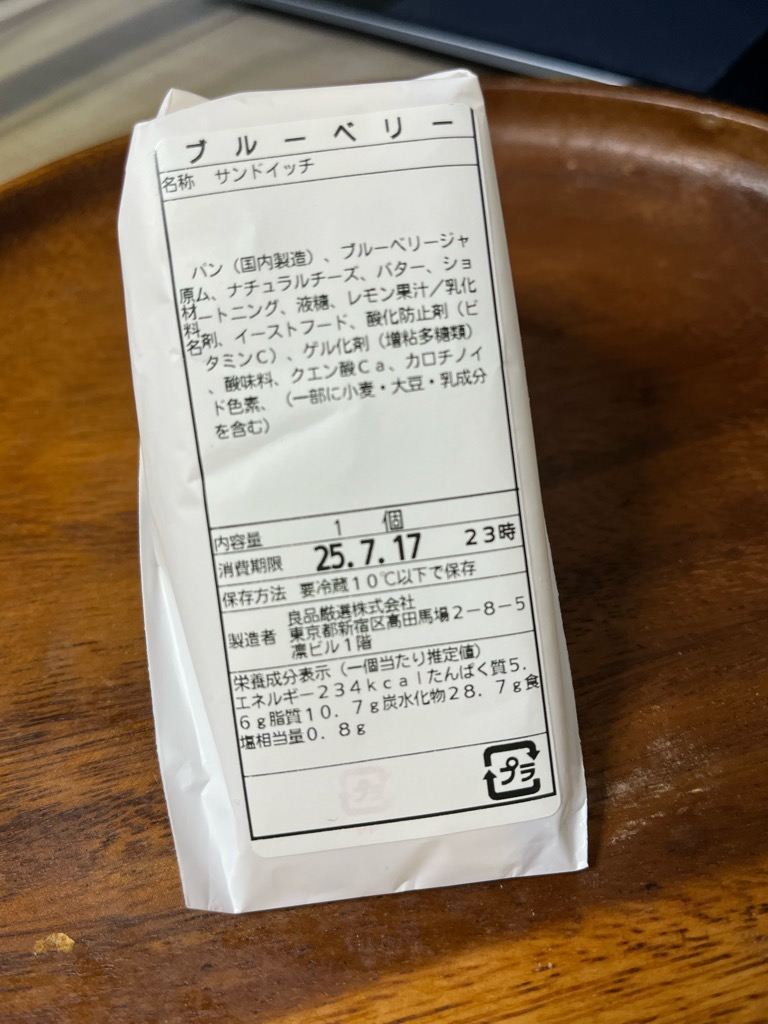 ブルーベリー
名称 サンドイッチ
原材料名
パン（国内製造）、ブルーベリージャ
ム、ナチュラルチーズ、バター、ショ
ートニング、液糖、レモン果汁／乳化
剤、イーストフード、酸化防止剤（ビ
タミンC）、ゲル化剤（増粘多糖類）
、酸味料、クエン酸Ca、カロチノイ
ド色素、（一部に小麦・大豆・乳成分
を含む）
内容量 1 個
消費期限 25.7.17 23時
保存方法 要冷蔵10℃以下で保存
製造者 良品厳選株式会社
東京都新宿区高田馬場2-8-5
凛ビル1階
栄養成分表示（一個当たり推定値）
エネルギー234kcalたんぱく質5.
6g脂質10.7g炭水化物28.7g食
塩相当量0.8g
プラ